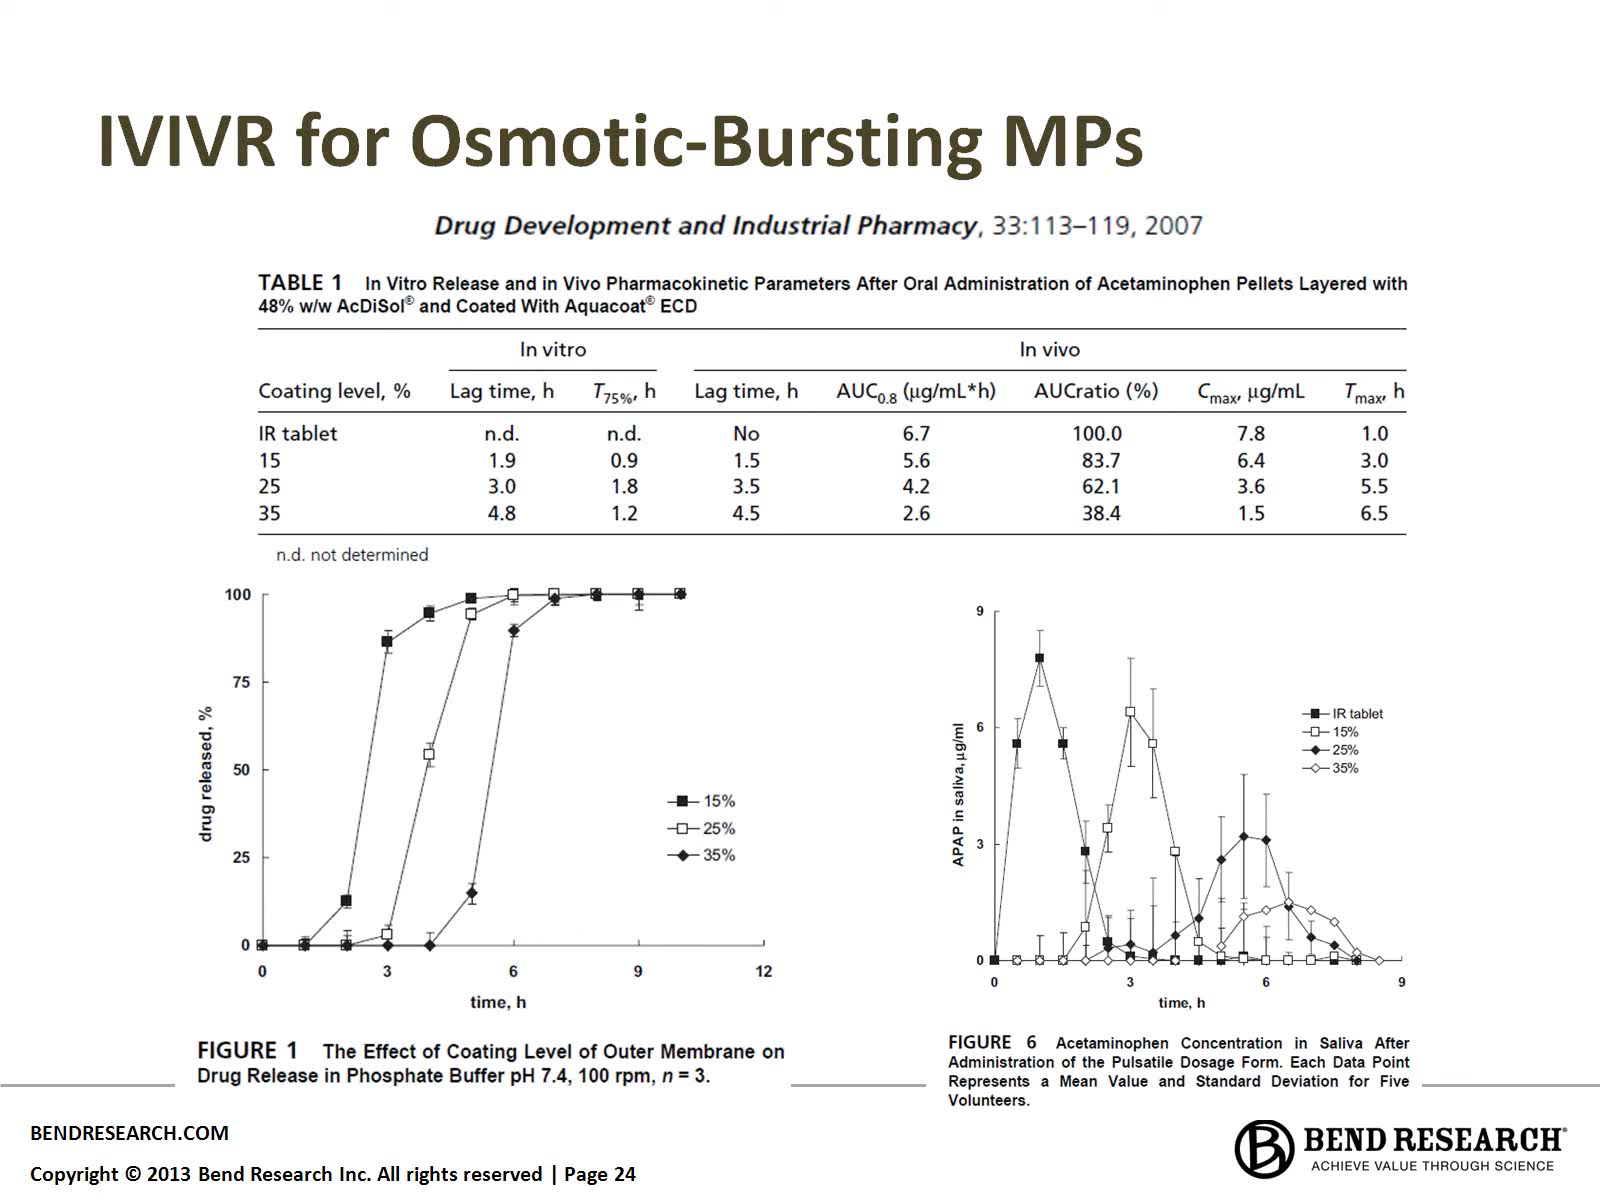 IVIVR for Osmotic-Bursting MPs
Drug Development and Industrial Pharmacy, 33:113–119, 2007
TABLE 1 In Vitro Release and in Vivo Pharmacokinetic Parameters After Oral Administration of Acetaminophen Pellets Layered with
48% w/w AcDiSol® and Coated With Aquacoat® ECD
In vitro In vivo
Coating level, % Lag time, h T75%, h Lag time, h AUC0.8 (μg/mL*h) AUCratio (%) Cmax, μg/mL Tmax, h
IR tablet n.d. n.d. No 6.7 100.0 7.8 1.0
15 1.9 0.9 1.5 5.6 83.7 6.4 3.0
25 3.0 1.8 3.5 4.2 62.1 3.6 5.5
35 4.8 1.2 4.5 2.6 38.4 1.5 6.5
n.d. not determined
100
75
50
25
0
drug released, %
15%
25%
35%
0 3 6 9 12
time, h
FIGURE 1 The Effect of Coating Level of Outer Membrane on
Drug Release in Phosphate Buffer pH 7.4, 100 rpm, n = 3.
9
6
3
0
APAP in saliva, μg/ml
IR tablet
15%
25%
35%
0 3 6 9
time, h
FIGURE 6 Acetaminophen Concentration in Saliva After
Administration of the Pulsatile Dosage Form. Each Data Point
Represents a Mean Value and Standard Deviation for Five
Volunteers.
BENDRESEARCH.COM
Copyright © 2013 Bend Research Inc. All rights reserved | Page 24
B BEND RESEARCH®
ACHIEVE VALUE THROUGH SCIENCE